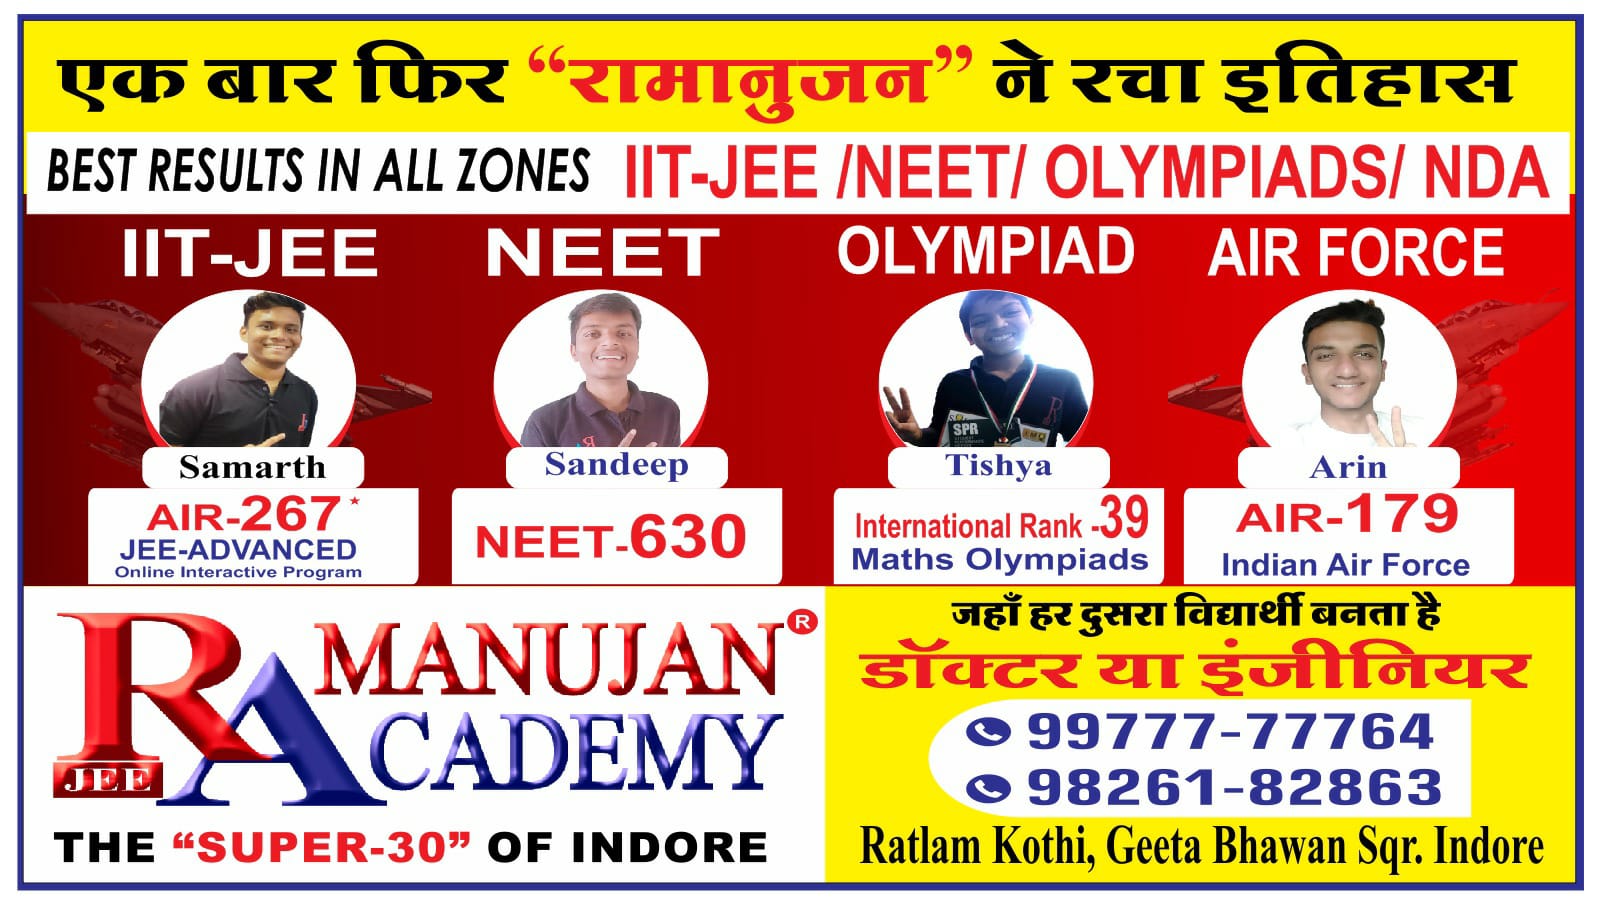 एक बार फिर “रामानुजन” ने रचा इतिहास
BEST RESULTS IN ALL ZONES IIT-JEE /NEET/ OLYMPIADS/ NDA
IIT-JEE
NEET
OLYMPIAD
AIR FORCE
SPR
Samarth
Sandeep
Tishya
Arin
AIR-267*
JEE-ADVANCED
Online Interactive Program
NEET-630
International Rank -39
Maths Olympiads
AIR-179
Indian Air Force
RAMANUJAN®
ACADEMY
JEE
THE “SUPER-30” OF INDORE
जहाँ हर दुसरा विद्यार्थी बनता है
डॉक्टर या इंजीनियर
99777-77764
98261-82863
Ratlam Kothi, Geeta Bhawan Sqr. Indore